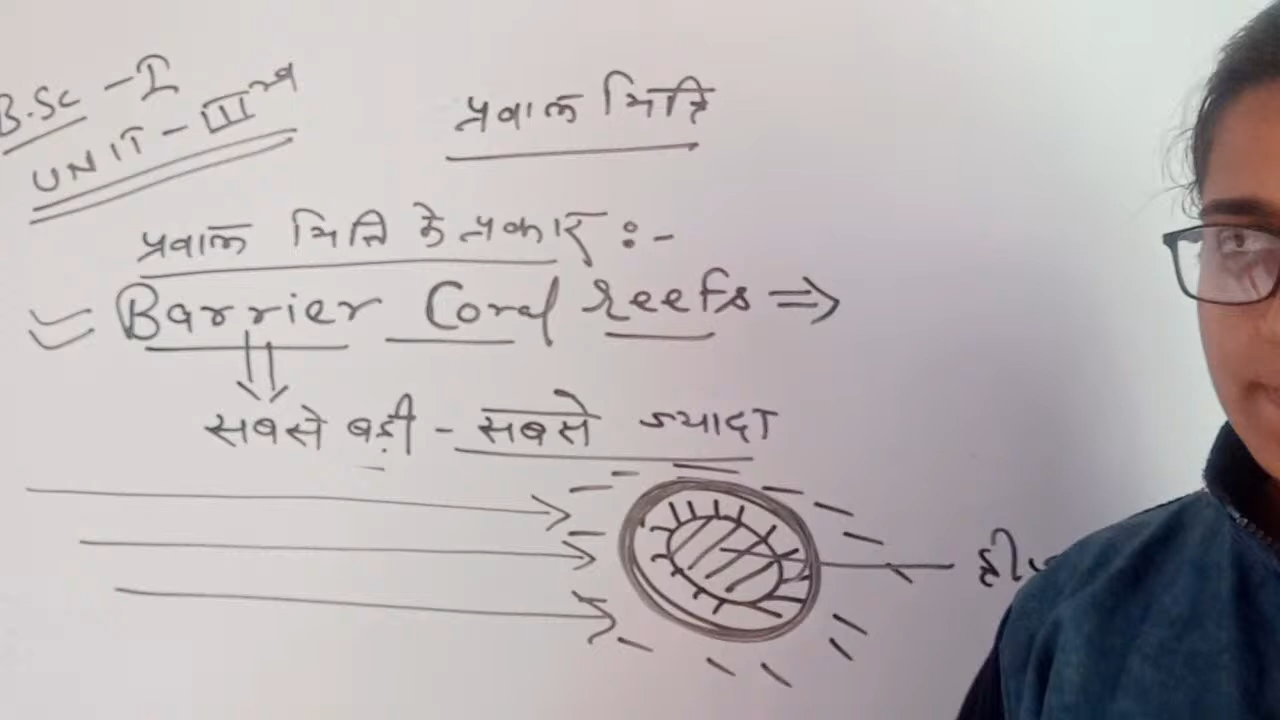 B.Sc - I
UNIT - III
प्रवाल भित्ति
प्रवाल भित्ति के प्रकार :-
Barrier Coral reefs ⇒
सबसे बड़ी - सबसे ज्यादा